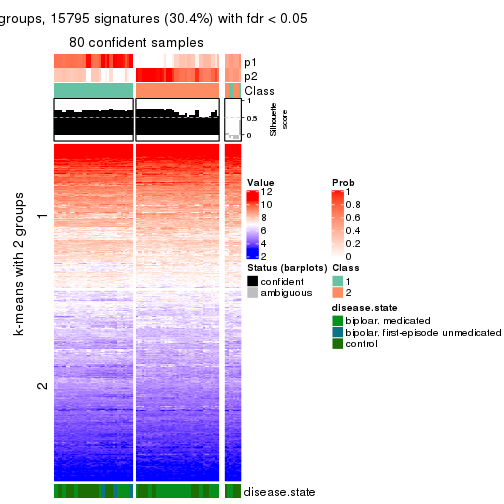 groups, 15795 signatures (30.4%) with fdr < 0.05
80 confident samples
p1
p2
Class
1
0.5
0
Silhouette
score
k-means with 2 groups
1
2
Value
12
10
8
6
4
2
Prob
1
0.8
0.6
0.4
0.2
0
Status (barplots)
confident
ambiguous
Class
1
2
disease.state
biploar. medicated
bipolar. first-episode unmedicated
control
disease.state